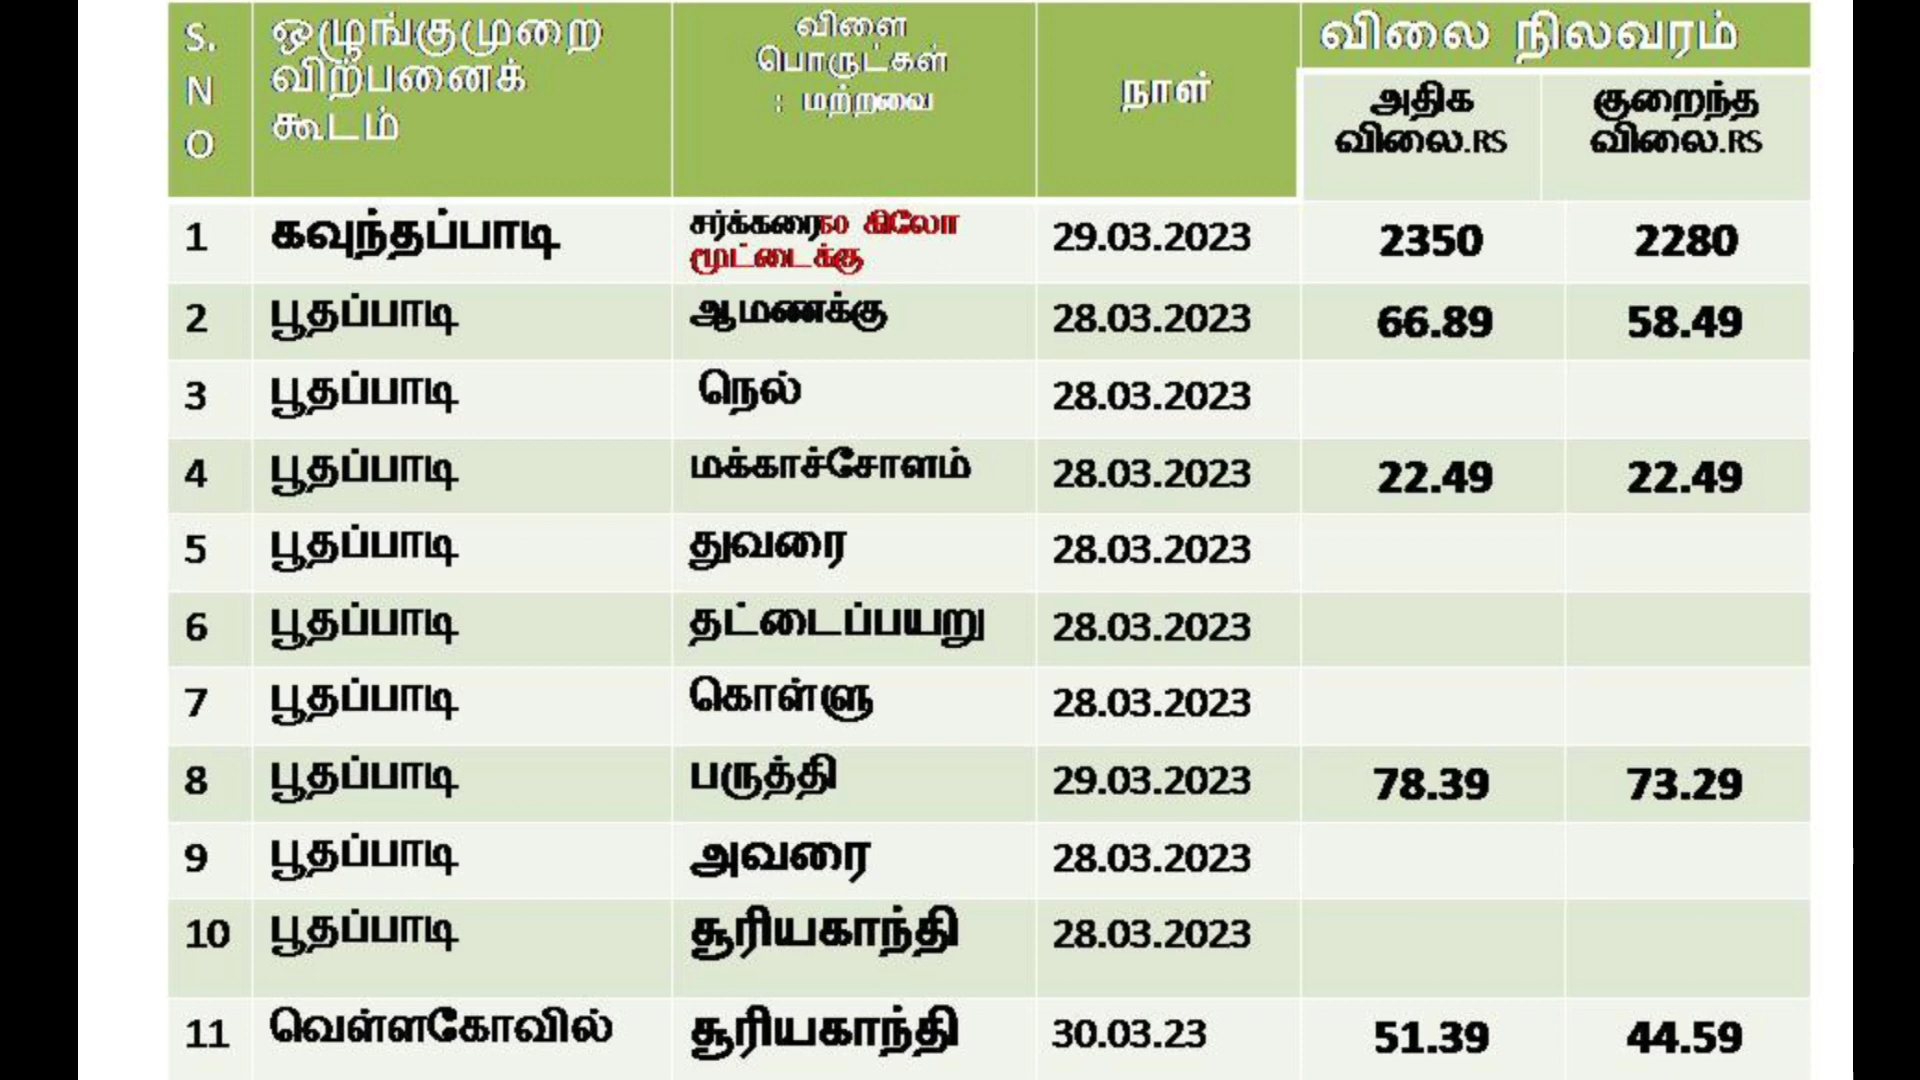 S.NO ஒழுங்குமுறை விற்பனைக் கூடம் விளை பொருட்கள் : மற்றவை நாள் விலை நிலவரம்
அதிக விலை.RS குறைந்த விலை.RS
1 கவுந்தப்பாடி சர்க்கரை50 கிலோ மூட்டைக்கு 29.03.2023 2350 2280
2 பூதப்பாடி ஆமணக்கு 28.03.2023 66.89 58.49
3 பூதப்பாடி நெல் 28.03.2023
4 பூதப்பாடி மக்காச்சோளம் 28.03.2023 22.49 22.49
5 பூதப்பாடி துவரை 28.03.2023
6 பூதப்பாடி தட்டைப்பயறு 28.03.2023
7 பூதப்பாடி கொள்ளு 28.03.2023
8 பூதப்பாடி பருத்தி 29.03.2023 78.39 73.29
9 பூதப்பாடி அவரை 28.03.2023
10 பூதப்பாடி சூரியகாந்தி 28.03.2023
11 வெள்ளகோவில் சூரியகாந்தி 30.03.23 51.39 44.59